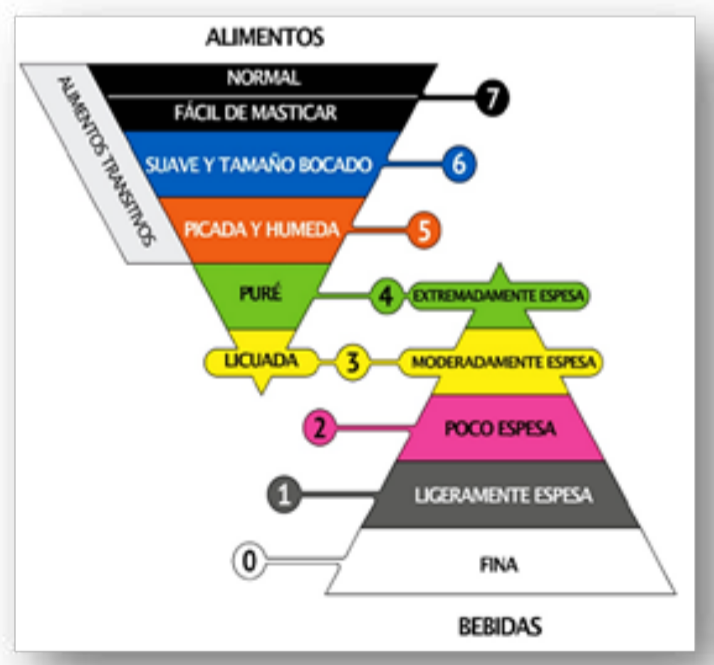 ALIMENTOS
ALIMENTOS TRANSITIVOS
NORMAL
FÁCIL DE MASTICAR
7
SUAVE Y TAMAÑO BOCADO
6
PICADA Y HUMEDA
5
PURÉ
4
EXTREMADAMENTE ESPESA
LICUADA
3
MODERADAMENTE ESPESA
2
POCO ESPESA
1
LIGERAMENTE ESPESA
0
FINA
BEBIDAS